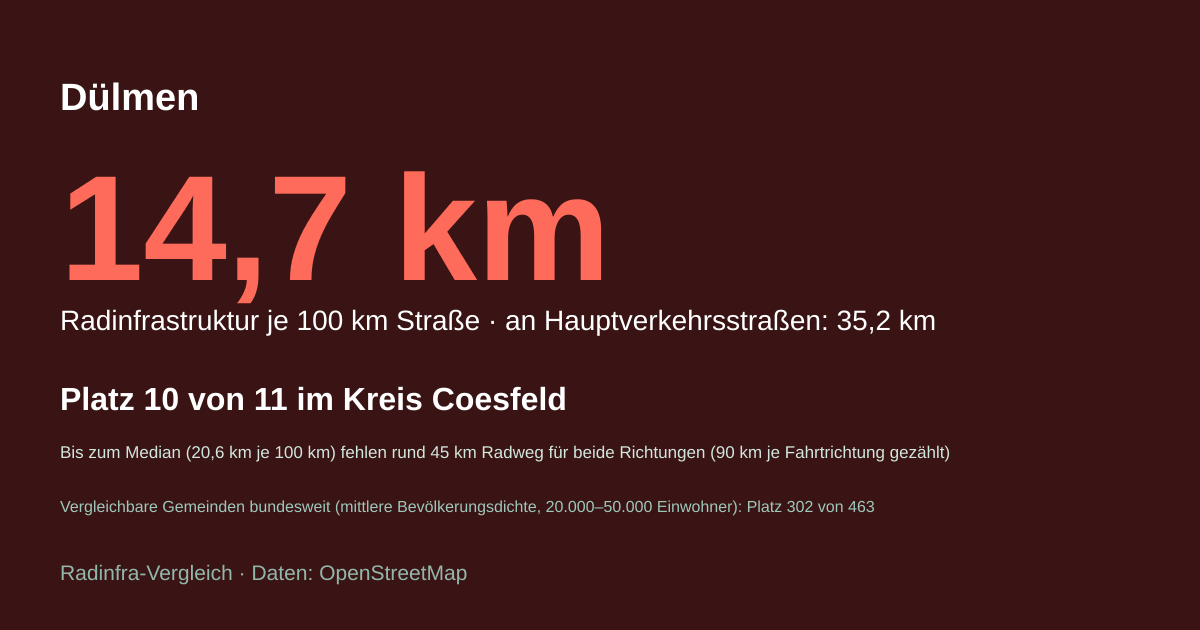 Dülmen
14,7 km
Radinfrastruktur je 100 km Straße · an Hauptverkehrsstraßen: 35,2 km
Platz 10 von 11 im Kreis Coesfeld
Bis zum Median (20,6 km je 100 km) fehlen rund 45 km Radweg für beide Richtungen (90 km je Fahrtrichtung gezählt)
Vergleichbare Gemeinden bundesweit (mittlere Bevölkerungsdichte, 20.000–50.000 Einwohner): Platz 302 von 463
Radinfra-Vergleich · Daten: OpenStreetMap